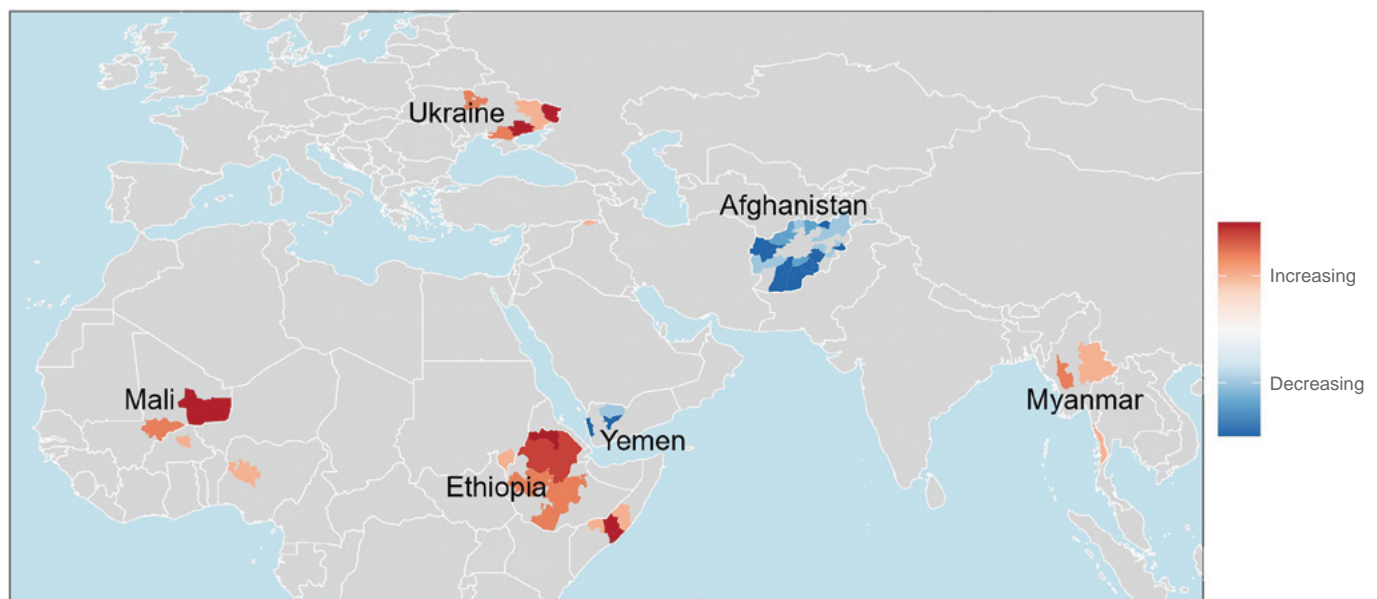 Ukraine
Afghanistan
Increasing
Decreasing
Mali
Myanmar
Yemen
Ethiopia